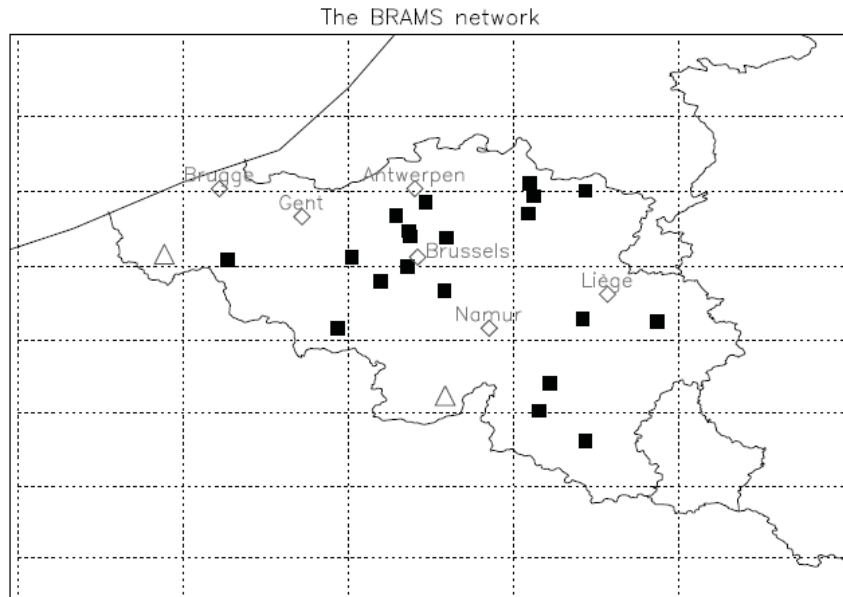 The BRAMS network
Brugge
Antwerpen
Gent
Brussels
Liège
Namur